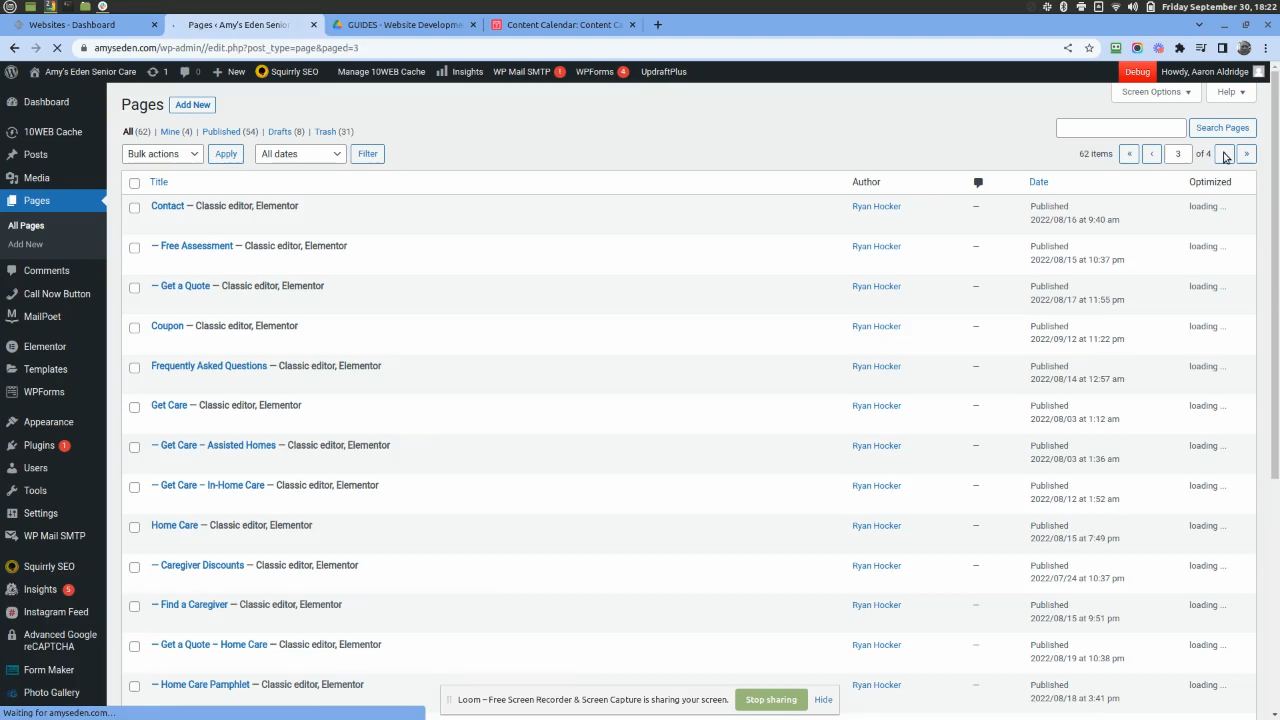 Friday September 30, 18:22
Websites - Dashboard
Pages ‹ Amy's Eden Senior
GUIDES - Website Developme
Content Calendar: Content Ca
amyseden.com/wp-admin//edit.php?post_type=page&paged=3
Amy's Eden Senior Care 1 New Squirrly SEO Manage 10WEB Cache Insights WP Mail SMTP ! WPForms 4 UpdraftPlus Debug Howdy, Aaron Aldridge
Dashboard
10WEB Cache
Posts
Media
Pages
All Pages
Add New
Comments
Call Now Button
MailPoet
Elementor
Templates
WPForms
Appearance
Plugins 1
Users
Tools
Settings
WP Mail SMTP
Squirrly SEO
Insights 5
Instagram Feed
Advanced Google
reCAPTCHA
Form Maker
Photo Gallery
Screen Options ▼ Help ▼
Pages Add New
All (62) | Mine (4) | Published (54) | Drafts (8) | Trash (31)
Search Pages
Bulk actions Apply All dates Filter
62 items « ‹ 3 of 4 »
Title Author Date Optimized
Contact — Classic editor, Elementor Ryan Hocker — Published loading ...
2022/08/16 at 9:40 am
— Free Assessment — Classic editor, Elementor Ryan Hocker — Published loading ...
2022/08/15 at 10:37 pm
— Get a Quote — Classic editor, Elementor Ryan Hocker — Published loading ...
2022/08/17 at 11:55 pm
Coupon — Classic editor, Elementor Ryan Hocker — Published loading ...
2022/09/12 at 11:22 pm
Frequently Asked Questions — Classic editor, Elementor Ryan Hocker — Published loading ...
2022/08/14 at 12:57 am
Get Care — Classic editor, Elementor Ryan Hocker — Published loading ...
2022/08/03 at 1:12 am
— Get Care – Assisted Homes — Classic editor, Elementor Ryan Hocker — Published loading ...
2022/08/03 at 1:36 am
— Get Care – In-Home Care — Classic editor, Elementor Ryan Hocker — Published loading ...
2022/08/12 at 1:52 am
Home Care — Classic editor, Elementor Ryan Hocker — Published loading ...
2022/08/15 at 7:49 pm
— Caregiver Discounts — Classic editor, Elementor Ryan Hocker — Published loading ...
2022/07/24 at 10:37 pm
— Find a Caregiver — Classic editor, Elementor Ryan Hocker — Published loading ...
2022/08/15 at 9:51 pm
— Get a Quote – Home Care — Classic editor, Elementor Ryan Hocker — Published loading ...
2022/08/19 at 10:38 pm
— Home Care Pamphlet — Classic editor, Elementor Ryan Hocker — Published loading ...
2022/08/18 at 3:41 pm
Loom – Free Screen Recorder & Screen Capture is sharing your screen. Stop sharing Hide
Waiting for amyseden.com...